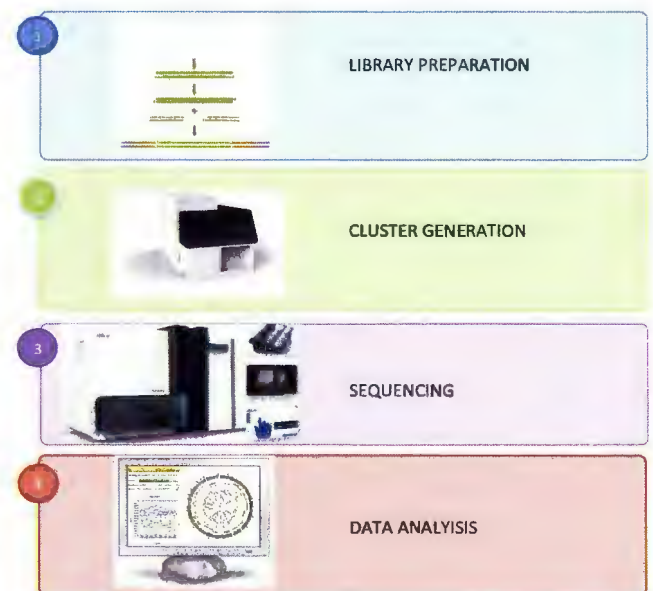 LIBRARY PREPARATION
CLUSTER GENERATION
3
SEQUENCING
DATA ANALYISIS